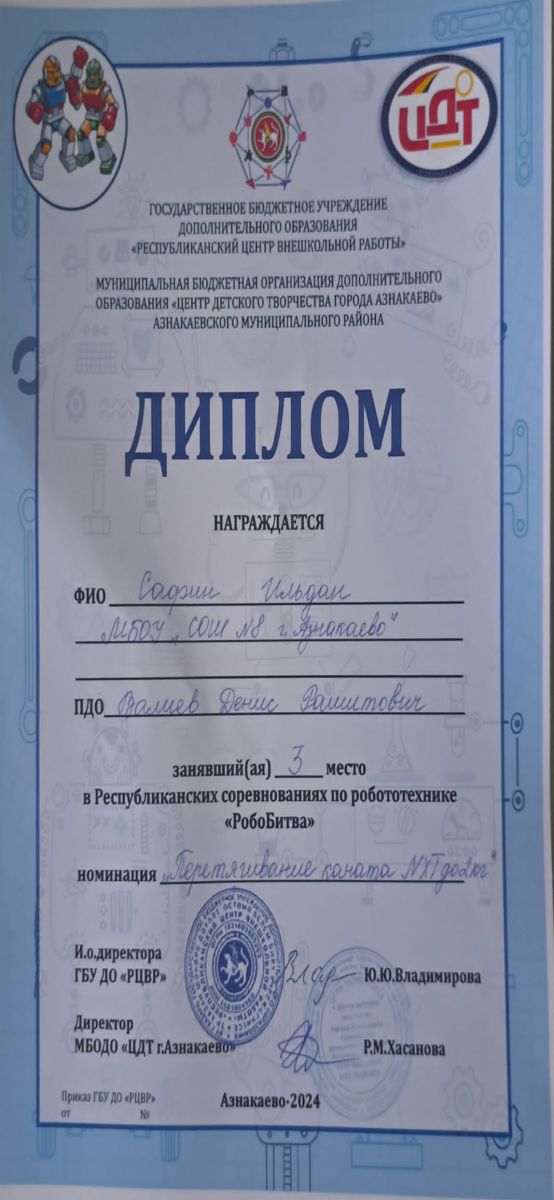 ЦДТ
ГОСУДАРСТВЕННОЕ БЮДЖЕТНОЕ УЧРЕЖДЕНИЕ
ДОПОЛНИТЕЛЬНОГО ОБРАЗОВАНИЯ
«РЕСПУБЛИКАНСКИЙ ЦЕНТР ВНЕШКОЛЬНОЙ РАБОТЫ»
МУНИЦИПАЛЬНАЯ БЮДЖЕТНАЯ ОРГАНИЗАЦИЯ ДОПОЛНИТЕЛЬНОГО
ОБРАЗОВАНИЯ «ЦЕНТР ДЕТСКОГО ТВОРЧЕСТВА ГОРОДА АЗНАКАЕВО»
АЗНАКАЕВСКОГО МУНИЦИПАЛЬНОГО РАЙОНА
ДИПЛОМ
НАГРАЖДАЕТСЯ
ФИО Сафин Ильдан
МБОУ „СОШ №8 г. Азнакаево"
ПДО Валиев Денис Рашитович
занявший(ая) 3 место
в Республиканских соревнованиях по робототехнике
«РобоБитва»
номинация „Перетягивание каната NXT до 2 кг"
И.о.директора
ГБУ ДО «РЦВР» Ю.Ю.Владимирова
Директор
МБОДО «ЦДТ г.Азнакаево» Р.М.Хасанова
Приказ ГБУ ДО «РЦВР»
от №
Азнакаево-2024